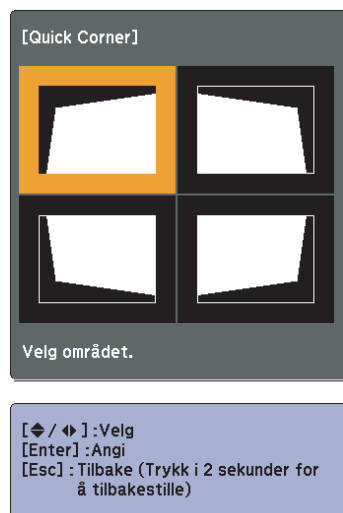 [Quick Corner]
Velg området.
[◆/◆] :Velg
[Enter] :Angi
[Esc] : Tilbake (Trykk i 2 sekunder for
å tilbakestille)